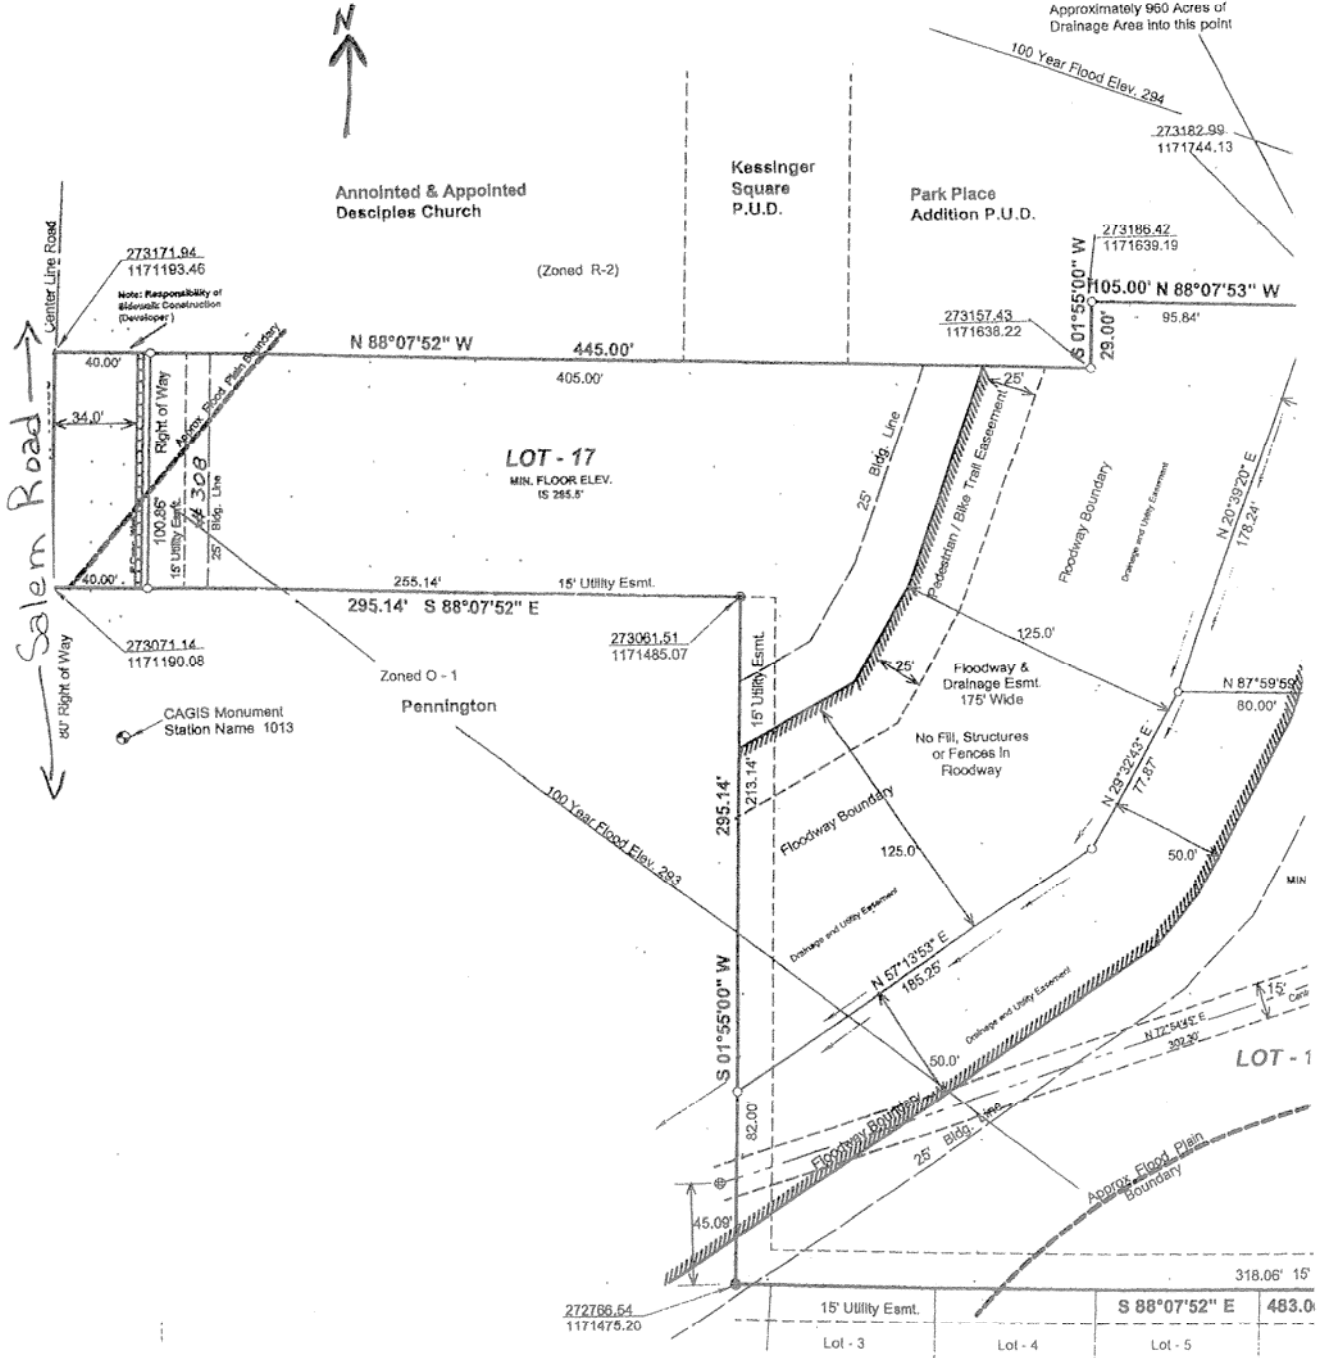 Approximately 960 Acres of
Drainage Area into this point
N
100 Year Flood Elev. 294
273182.99
1171744.13
Annointed & Appointed
Desciples Church
Kessinger
Square
P.U.D.
Park Place
Addition P.U.D.
273186.42
1171639.19
Center Line Road
273171.94
1171193.46
(Zoned R-2)
Note: Responsibility of
Sidewalk Construction
(Developer)
S 01°55'00" W
29.00'
105.00' N 88°07'53" W
95.84'
273157.43
1171638.22
N 88°07'52" W
445.00'
40.00'
405.00'
Approx Flood Plain Boundary
34.0'
Right of Way
100.86'
15' Utility Esmt.
# 308
25' Bldg. Line
LOT - 17
MIN. FLOOR ELEV.
IS 295.5'
25' Bldg. Line
25'
Pedestrian / Bike Trail Easeement
Floodway Boundary
Drainage and Utility Easement
N 20°39'20" E
178.24'
Salem Road
40.00'
255.14'
15' Utility Esmt.
295.14' S 88°07'52" E
273071.14
1171190.08
273061.51
1171485.07
80' Right of Way
Zoned O - 1
Pennington
CAGIS Monument
Station Name 1013
15' Utility Esmt.
125.0'
25'
Floodway &
Drainage Esmt.
175' Wide
No Fill, Structures
or Fences In
Floodway
N 87°59'59
80.00'
N 29°32'43" E
77.87'
295.14'
213.14'
100 Year Flood Elev. 293
Floodway Boundary
125.0'
50.0'
MIN
Drainage and Utility Easement
N 57°13'53" E
185.25'
S 01°55'00" W
Drainage and Utility Easement
15'
N 72°54'45" E
302.30'
50.0'
LOT - 1
82.00'
Floodway Boundary
25' Bldg. Line
Approx Flood Plain
Boundary
45.09'
318.06' 15'
272766.54
1171475.20
15' Utility Esmt.
S 88°07'52" E
483.0
Lot - 3
Lot - 4
Lot - 5